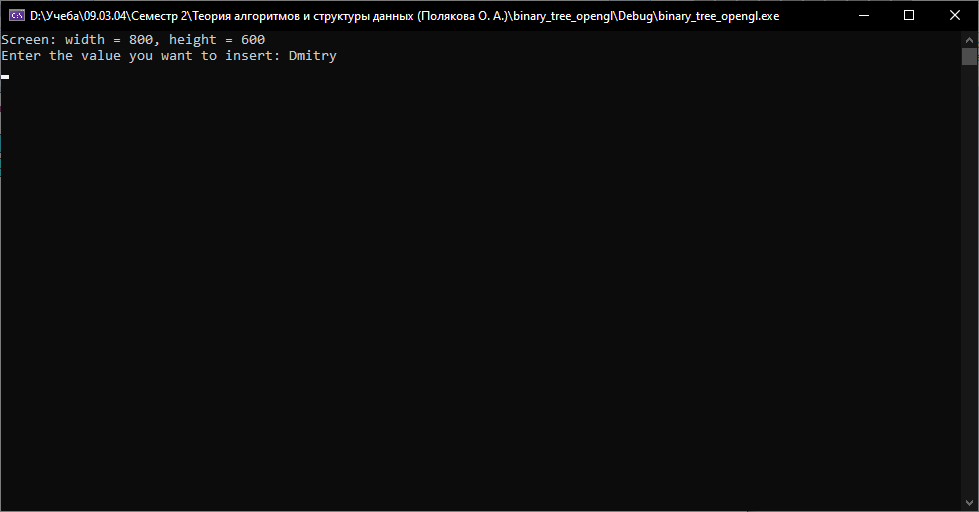 D:\Учеба\09.03.04\Семестр 2\Теория алгоритмов и структуры данных (Полякова О. А.)\binary_tree_opengl\Debug\binary_tree_opengl.exe
Screen: width = 800, height = 600
Enter the value you want to insert: Dmitry